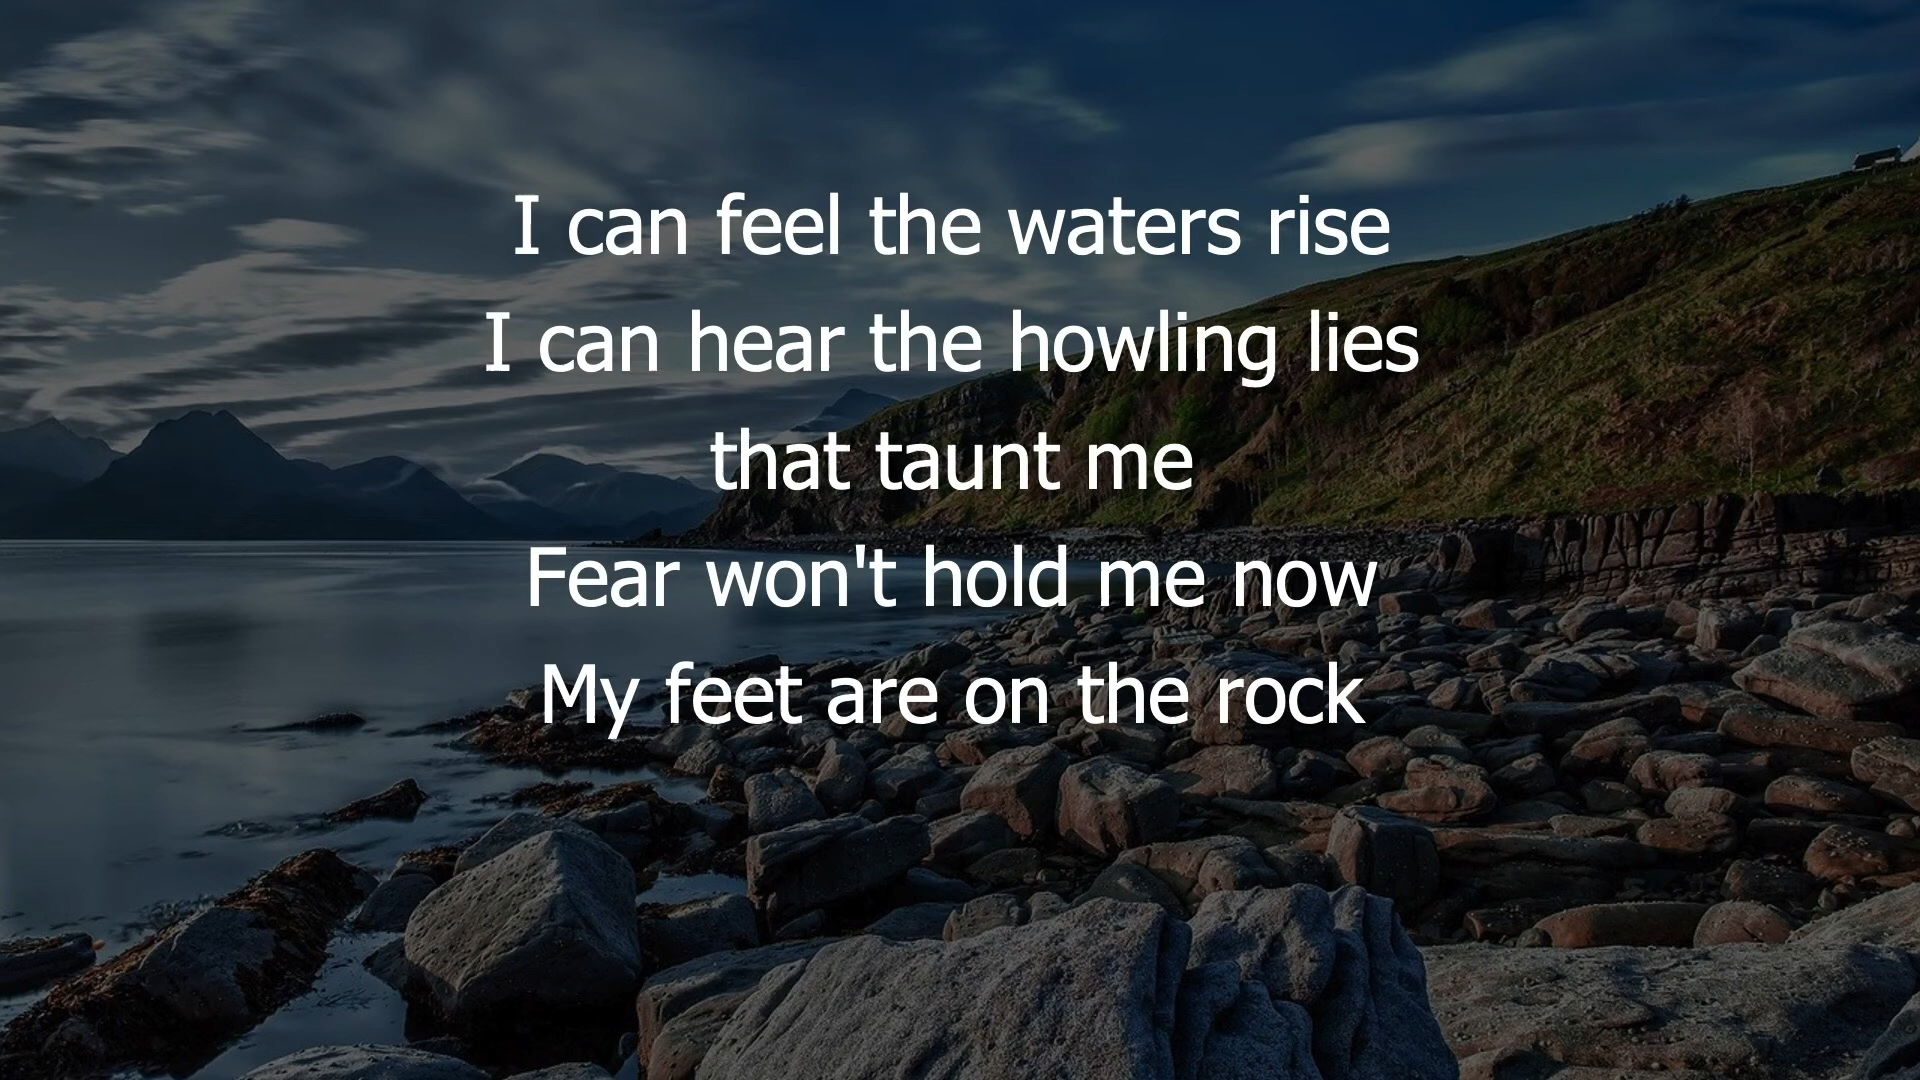 I can feel the waters rise
I can hear the howling lies
that taunt me
Fear won't hold me now
My feet are on the rock